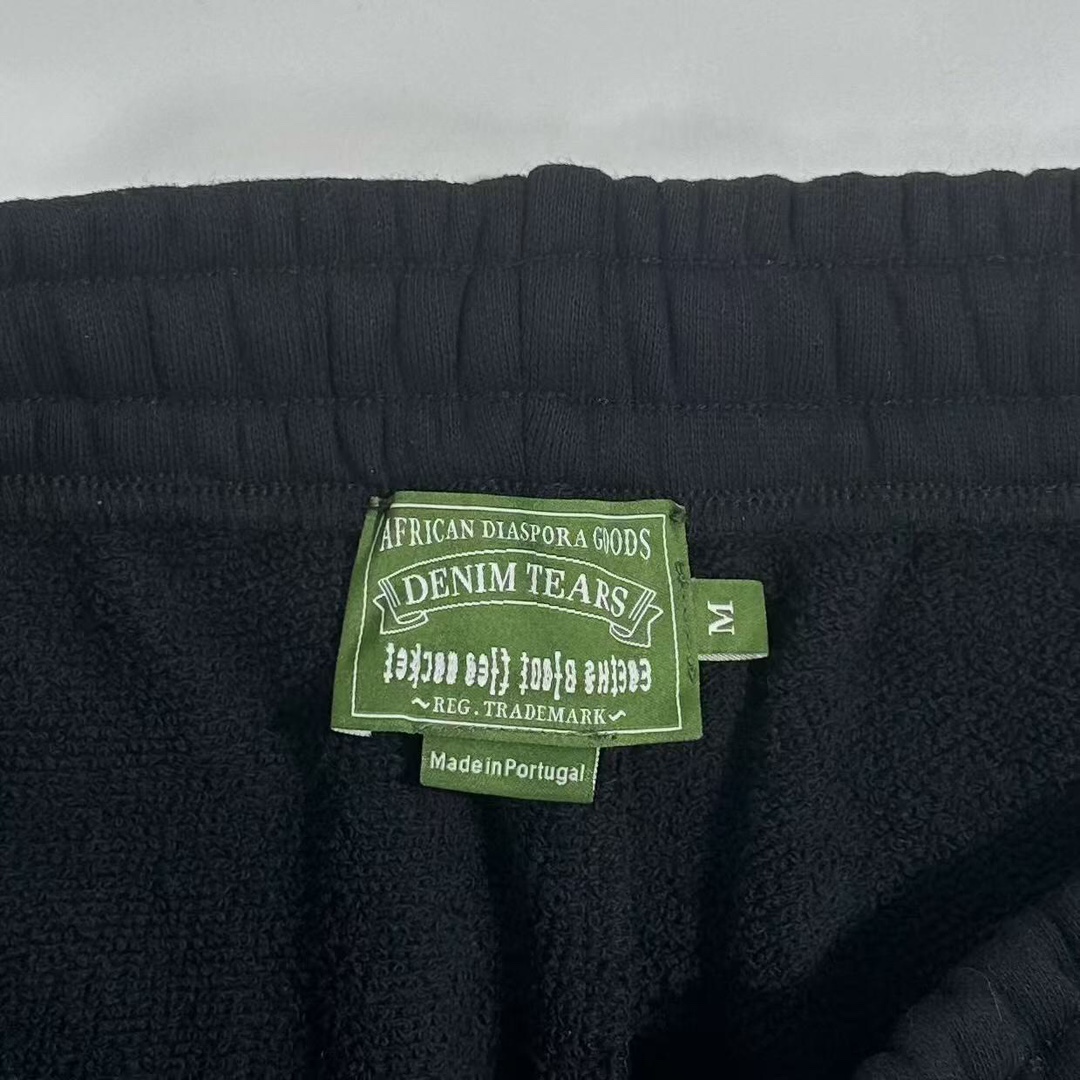 AFRICAN DIASPORA GOODS
DENIM TEARS
REG. TRADEMARK
M
Made in Portugal